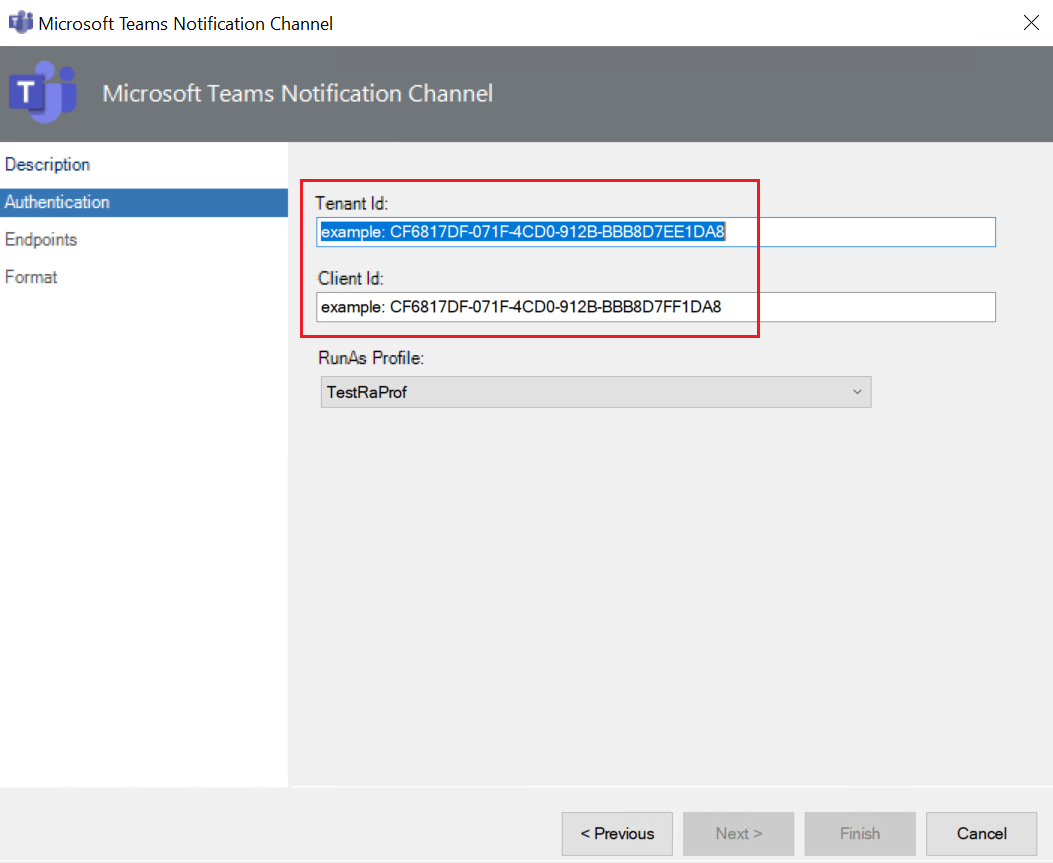 Microsoft Teams Notification Channel
T
Microsoft Teams Notification Channel
Description
Authentication
Endpoints
Format
Tenant Id:
example: CF6817DF-071F-4CD0-912B-BBB8D7EE1DA8
Client Id:
example: CF6817DF-071F-4CD0-912B-BBB8D7FF1DA8
RunAs Profile:
TestRaProf
< Previous
Next >
Finish
Cancel